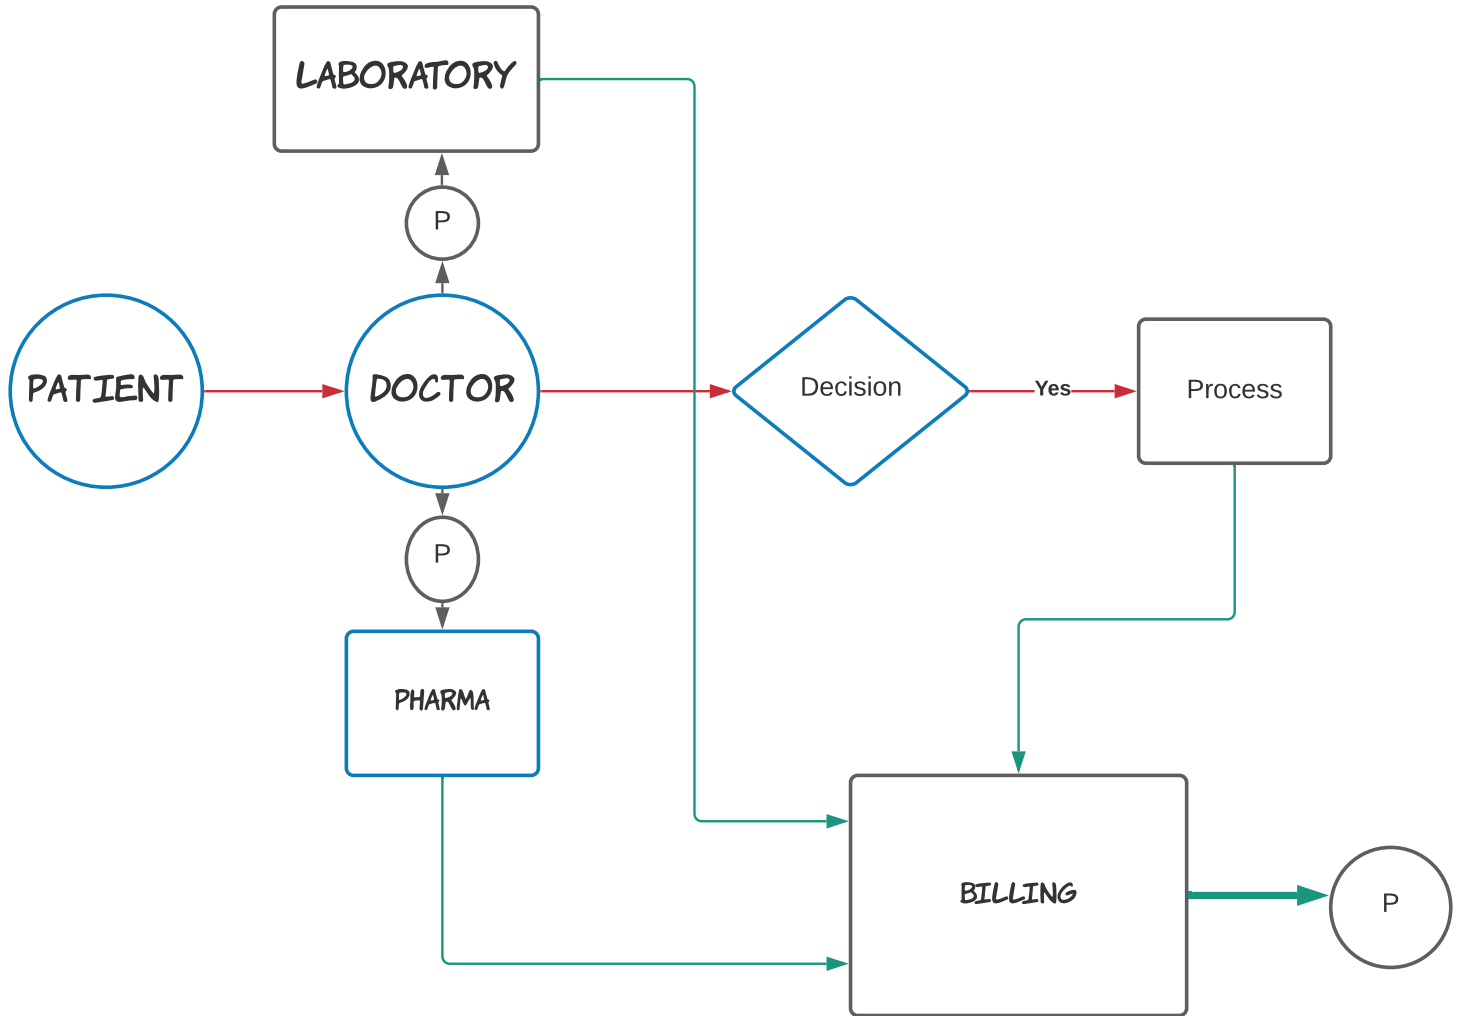 LABORATORY
P
PATIENT
DOCTOR
Decision
Yes
Process
P
PHARMA
BILLING
P